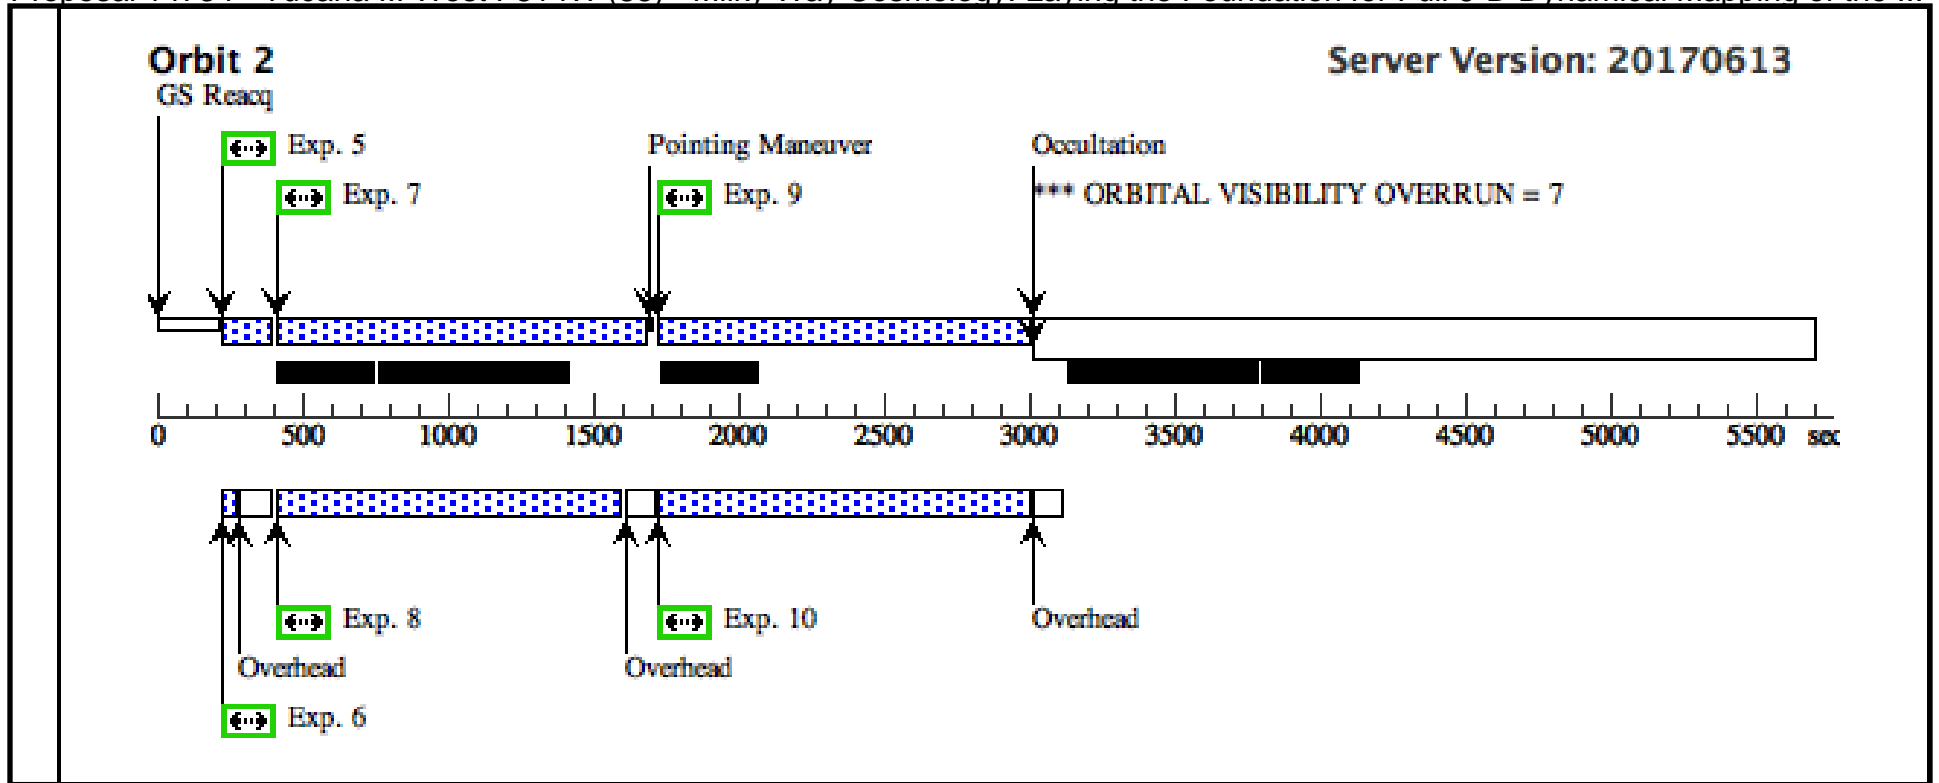 Orbit 2
Server Version: 20170613
GS Reacq
Exp. 5
Pointing Maneuver
Occultation
Exp. 7
Exp. 9
*** ORBITAL VISIBILITY OVERRUN = 7
0 500 1000 1500 2000 2500 3000 3500 4000 4500 5000 5500 sec
Exp. 8
Exp. 10
Overhead
Overhead
Overhead
Exp. 6